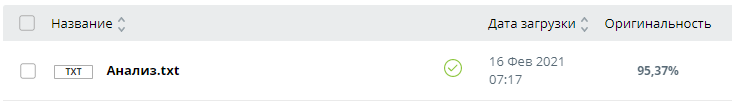 Название Дата загрузки Оригинальность
TXT Анализ.txt 16 Фев 2021 95,37%
07:17